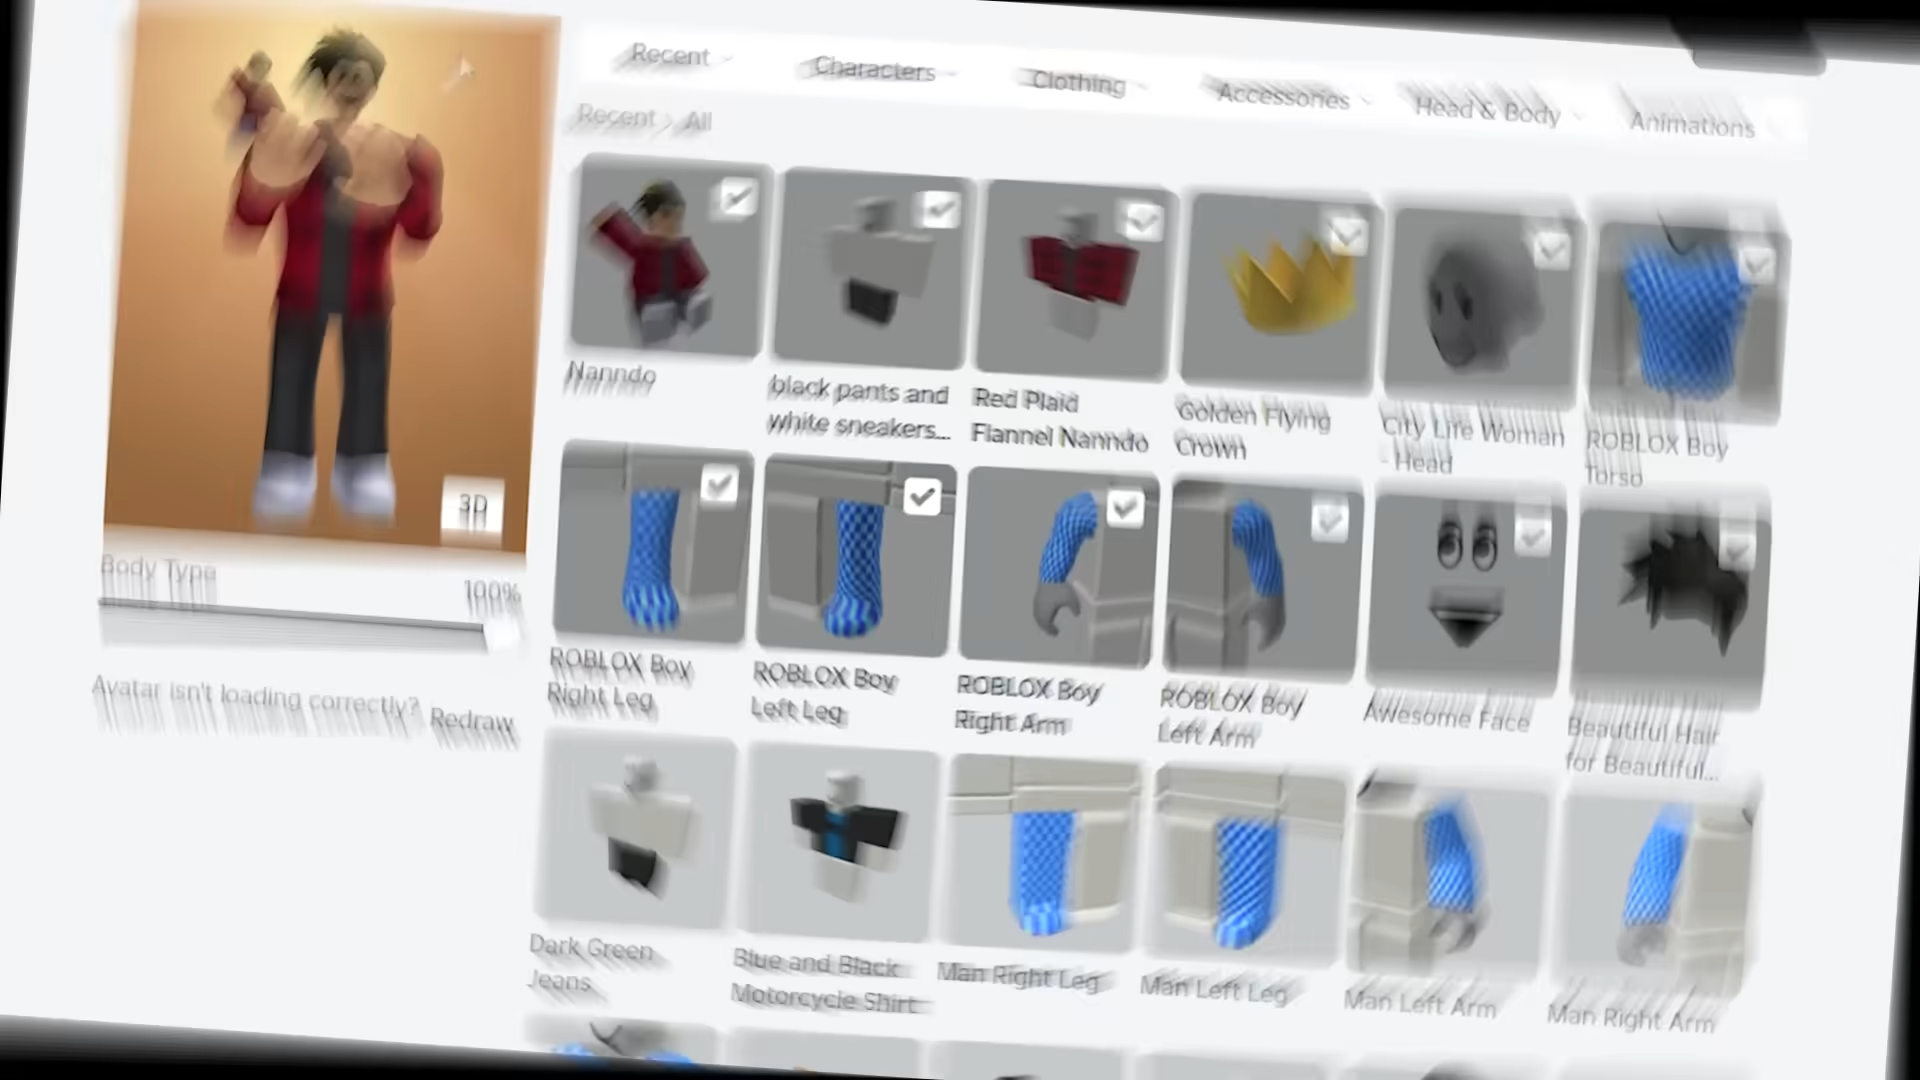 Recent
Characters
Clothing
Accessories
Head & Body
Animations
Recent > All
Nanndo
black pants and
white sneakers...
Red Plaid
Flannel Nanndo
Golden Flying
Crown
City Life Woman
- Head
ROBLOX Boy
Torso
3D
Body Type
100%
Avatar isn't loading correctly? Redraw
ROBLOX Boy
Right Leg
ROBLOX Boy
Left Leg
ROBLOX Boy
Right Arm
ROBLOX Boy
Left Arm
Awesome Face
Beautiful Hair
for Beautiful...
Dark Green
Jeans
Blue and Black
Motorcycle Shirt
Man Right Leg
Man Left Leg
Man Left Arm
Man Right Arm